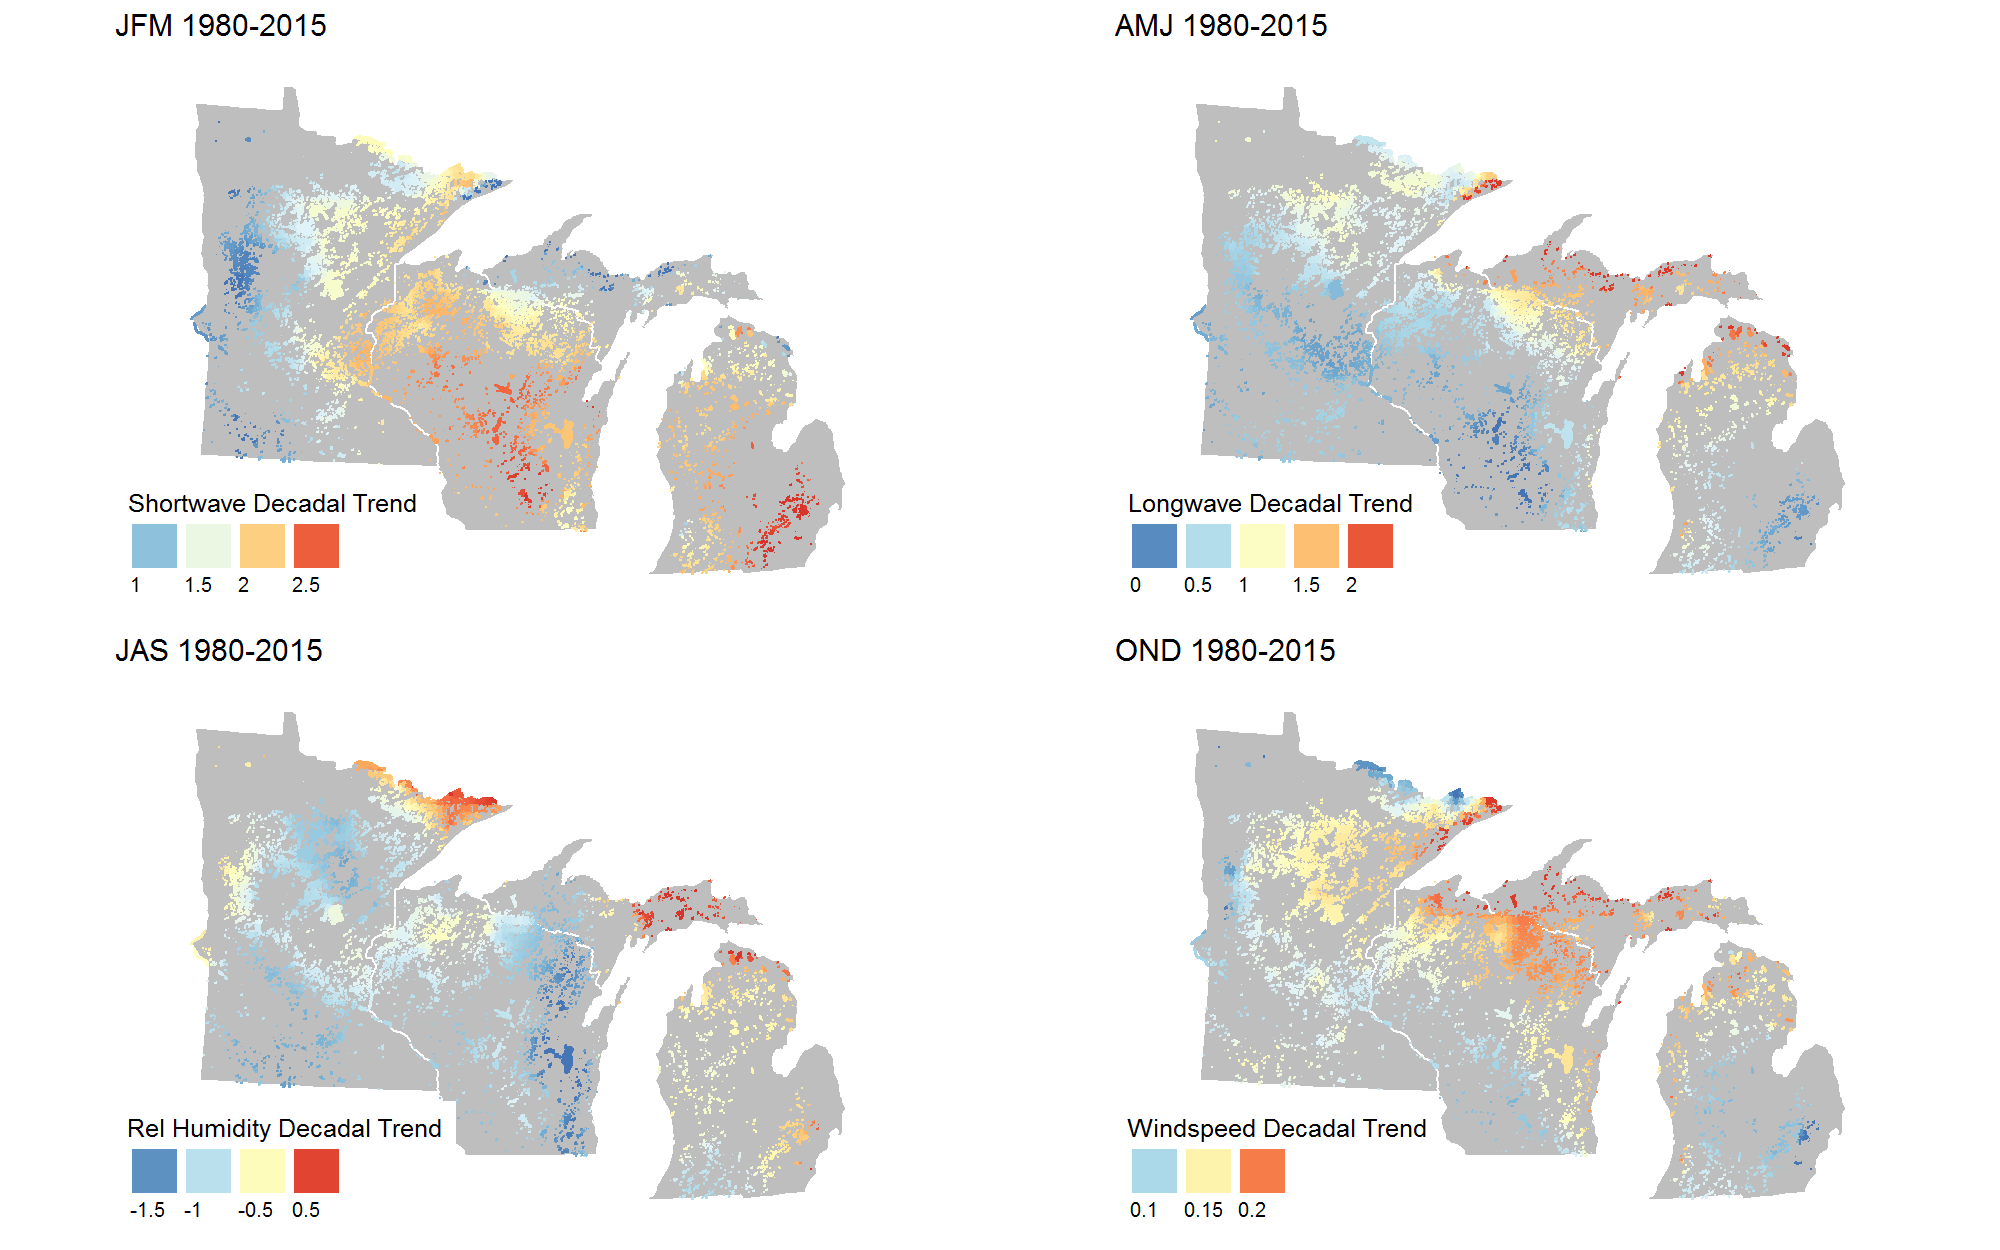 JFM 1980-2015
AMJ 1980-2015
Shortwave Decadal Trend
1 1.5 2 2.5
Longwave Decadal Trend
0 0.5 1 1.5 2
JAS 1980-2015
OND 1980-2015
Rel Humidity Decadal Trend
-1.5 -1 -0.5 0.5
Windspeed Decadal Trend
0.1 0.15 0.2